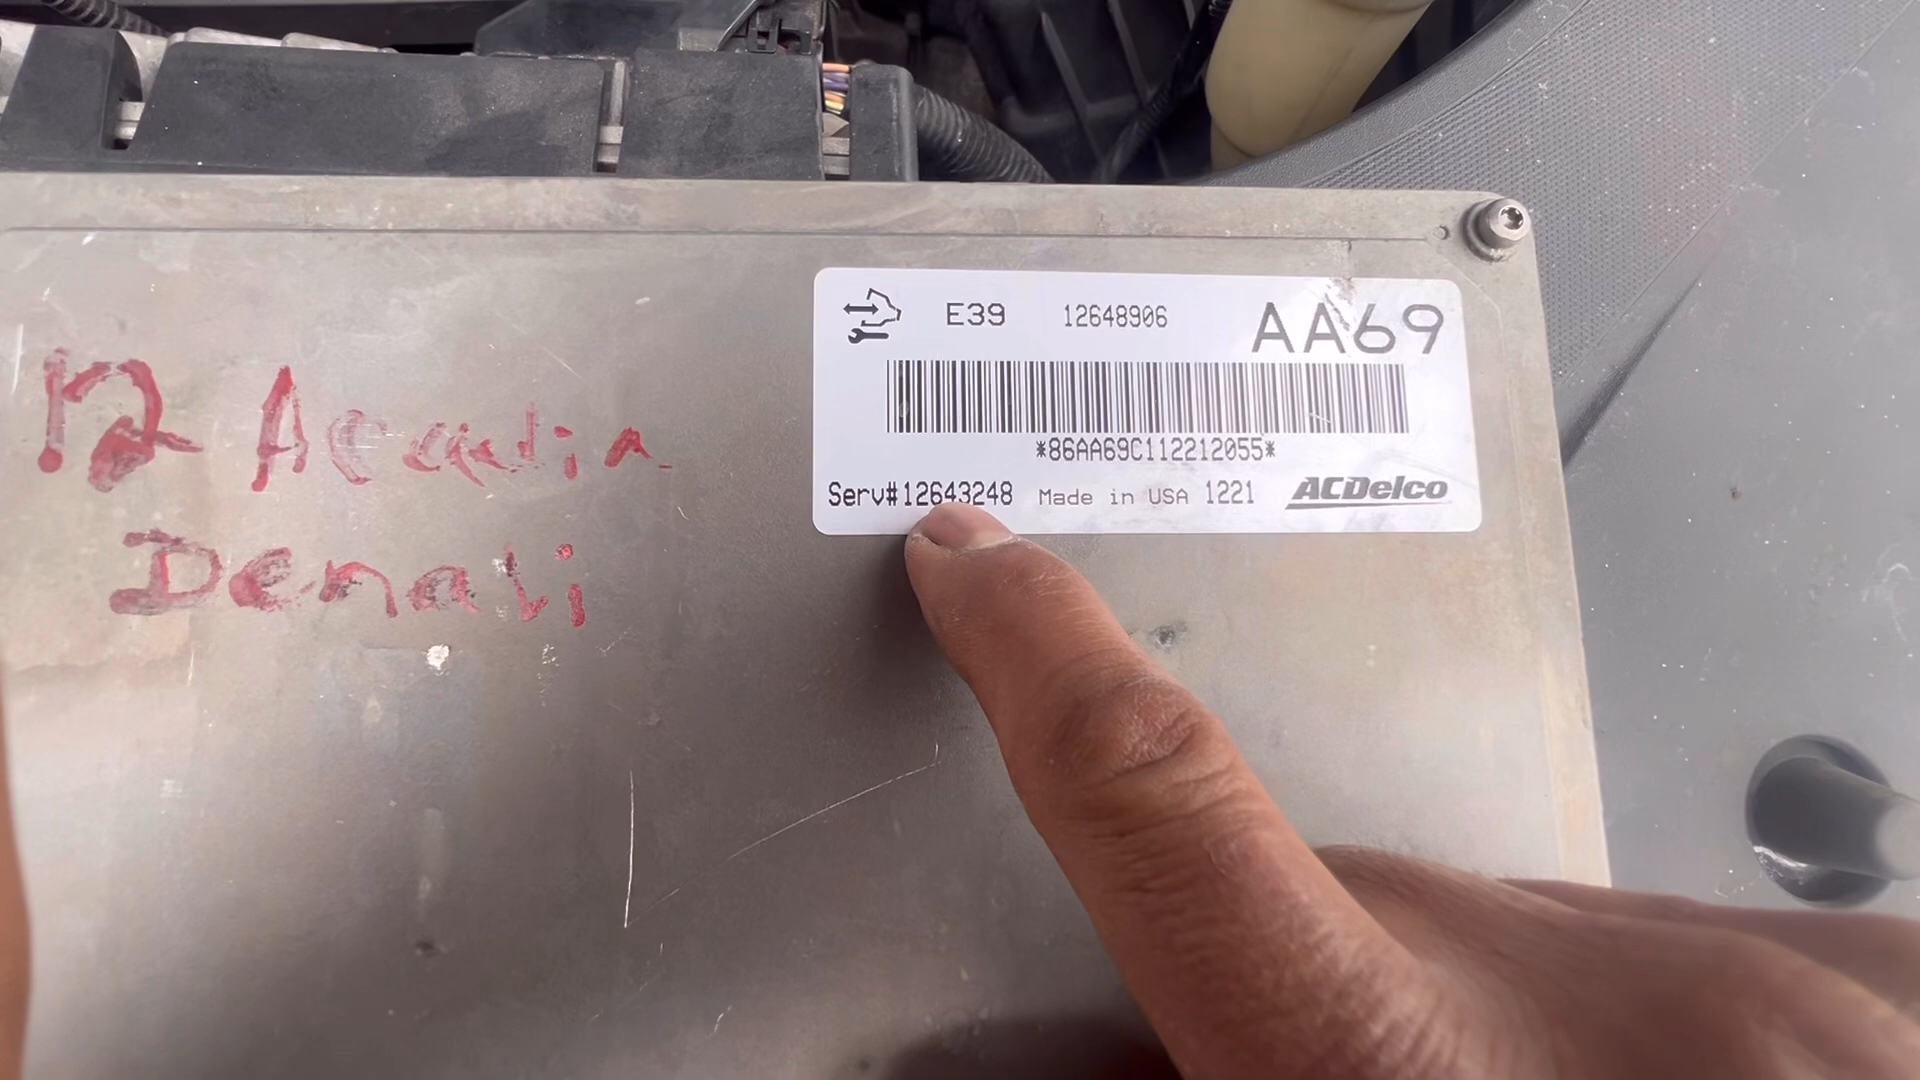 E39 12648906 AA69
*86AA69C112212055*
Serv#12643248 Made in USA 1221 ACDelco
12 Acadia
Denali